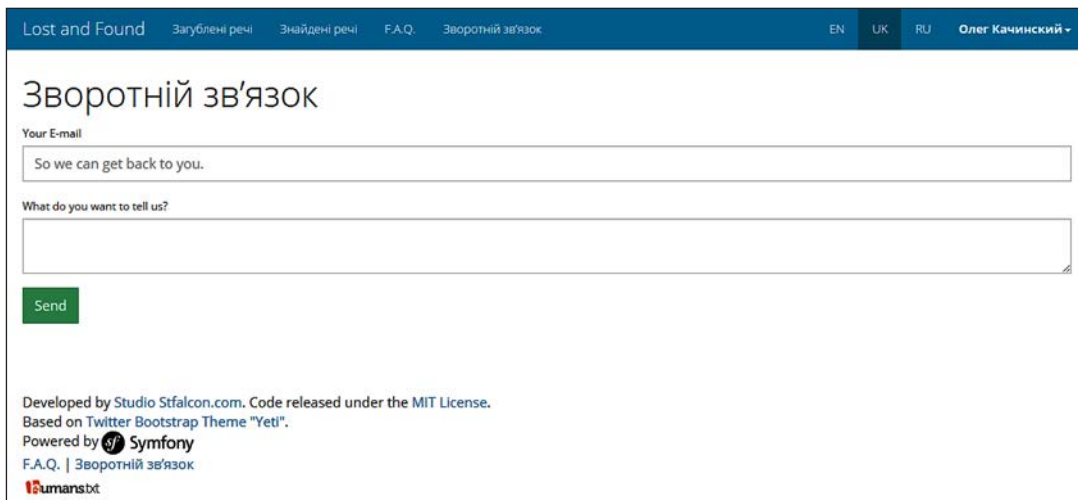 Lost and Found Загублені речі Знайдені речі F.A.Q. Зворотній зв'язок EN UK RU Олег Качинский
Зворотній зв'язок
Your E-mail
So we can get back to you.
What do you want to tell us?
Send
Developed by Studio Stfalcon.com. Code released under the MIT License.
Based on Twitter Bootstrap Theme "Yeti".
Powered by sf Symfony
F.A.Q. | Зворотній зв'язок
humans.txt